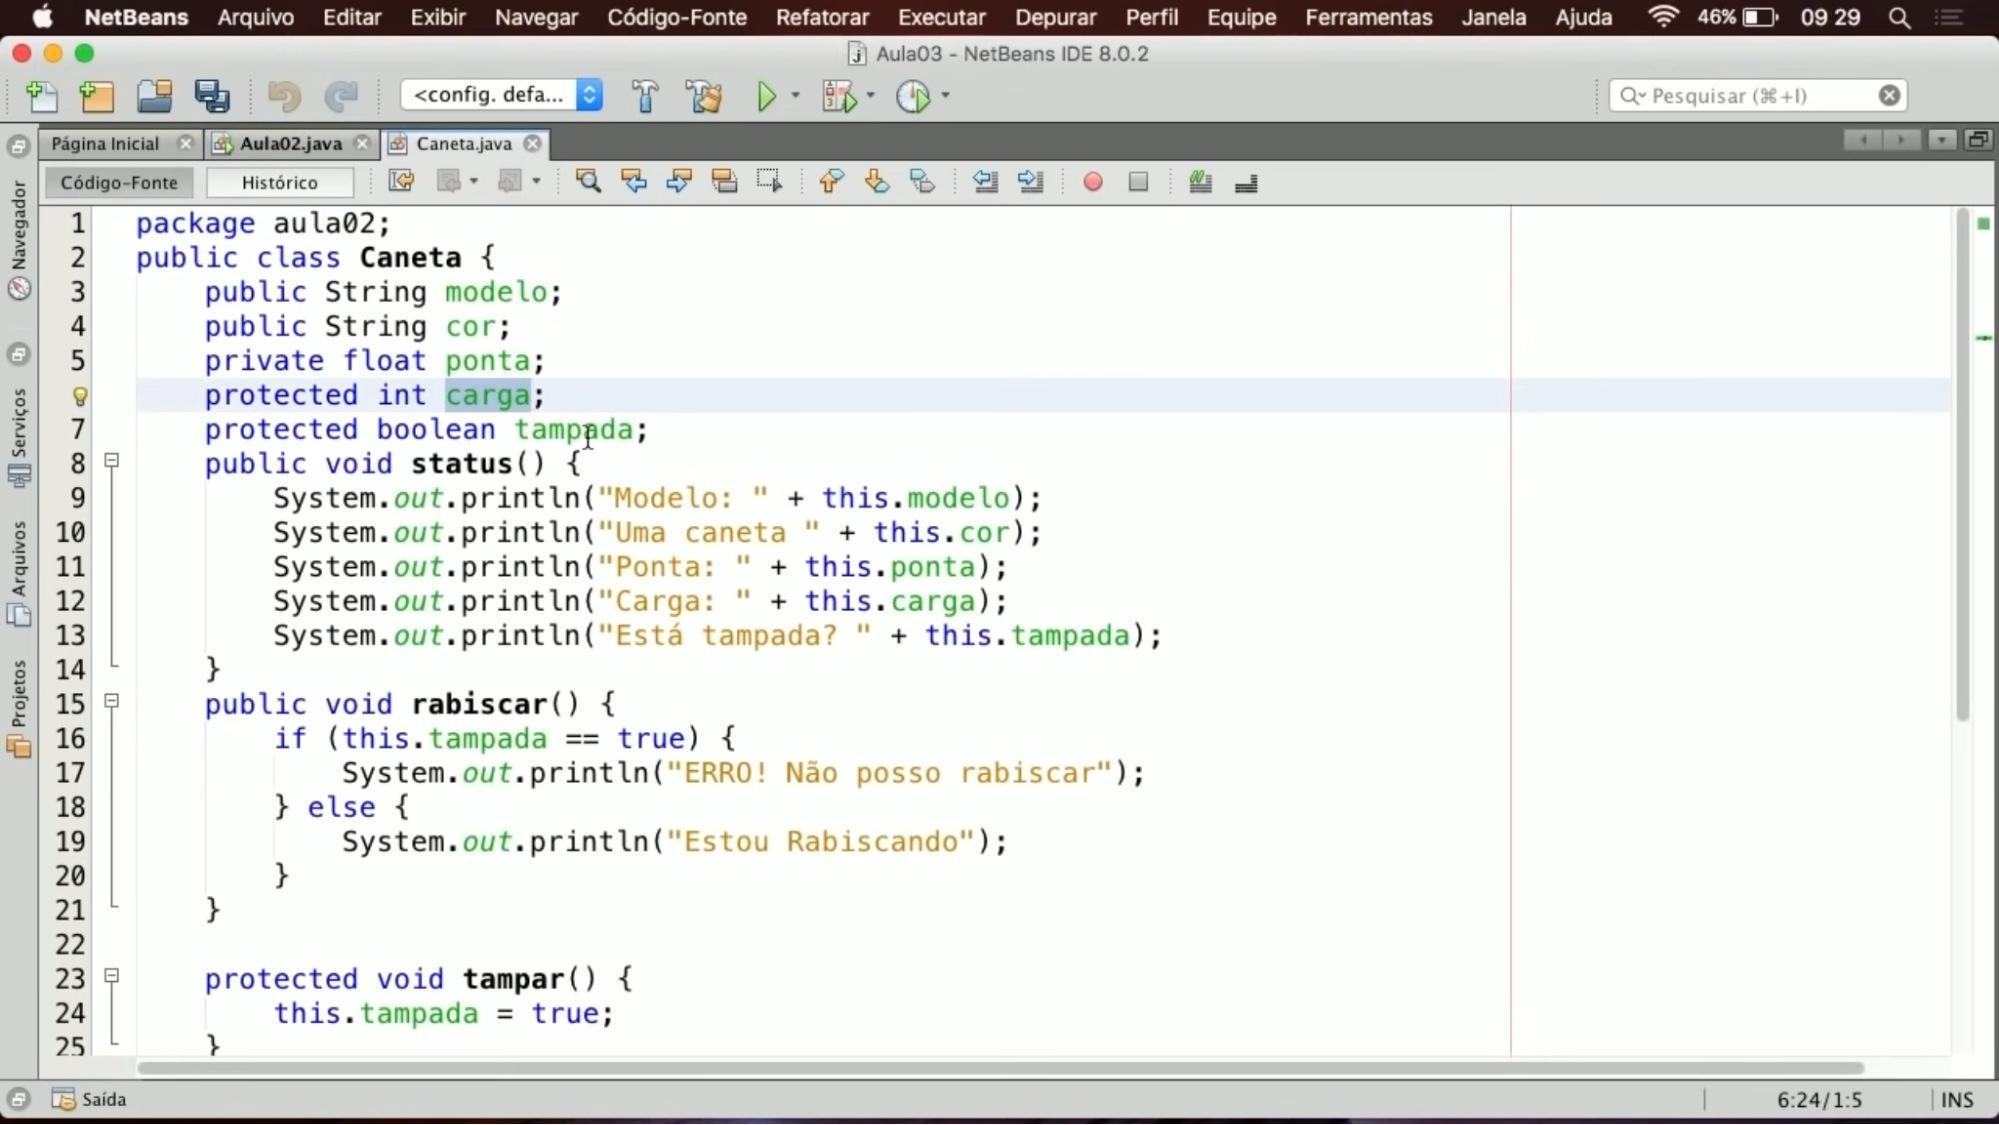 NetBeans Arquivo Editar Exibir Navegar Código-Fonte Refatorar Executar Depurar Perfil Equipe Ferramentas Janela Ajuda 46% 09 29
Aula03 - NetBeans IDE 8.0.2
<config. defa... Pesquisar (⌘+I)
Página Inicial Aula02.java Caneta.java
Código-Fonte Histórico
Navegador
Serviços
Arquivos
Projetos
1 package aula02;
2 public class Caneta {
3 public String modelo;
4 public String cor;
5 private float ponta;
protected int carga;
7 protected boolean tampada;
8 public void status() {
9 System.out.println("Modelo: " + this.modelo);
10 System.out.println("Uma caneta " + this.cor);
11 System.out.println("Ponta: " + this.ponta);
12 System.out.println("Carga: " + this.carga);
13 System.out.println("Está tampada? " + this.tampada);
14 }
15 public void rabiscar() {
16 if (this.tampada == true) {
17 System.out.println("ERRO! Não posso rabiscar");
18 } else {
19 System.out.println("Estou Rabiscando");
20 }
21 }
22
23 protected void tampar() {
24 this.tampada = true;
25 }
Saída 6:24/1:5 INS